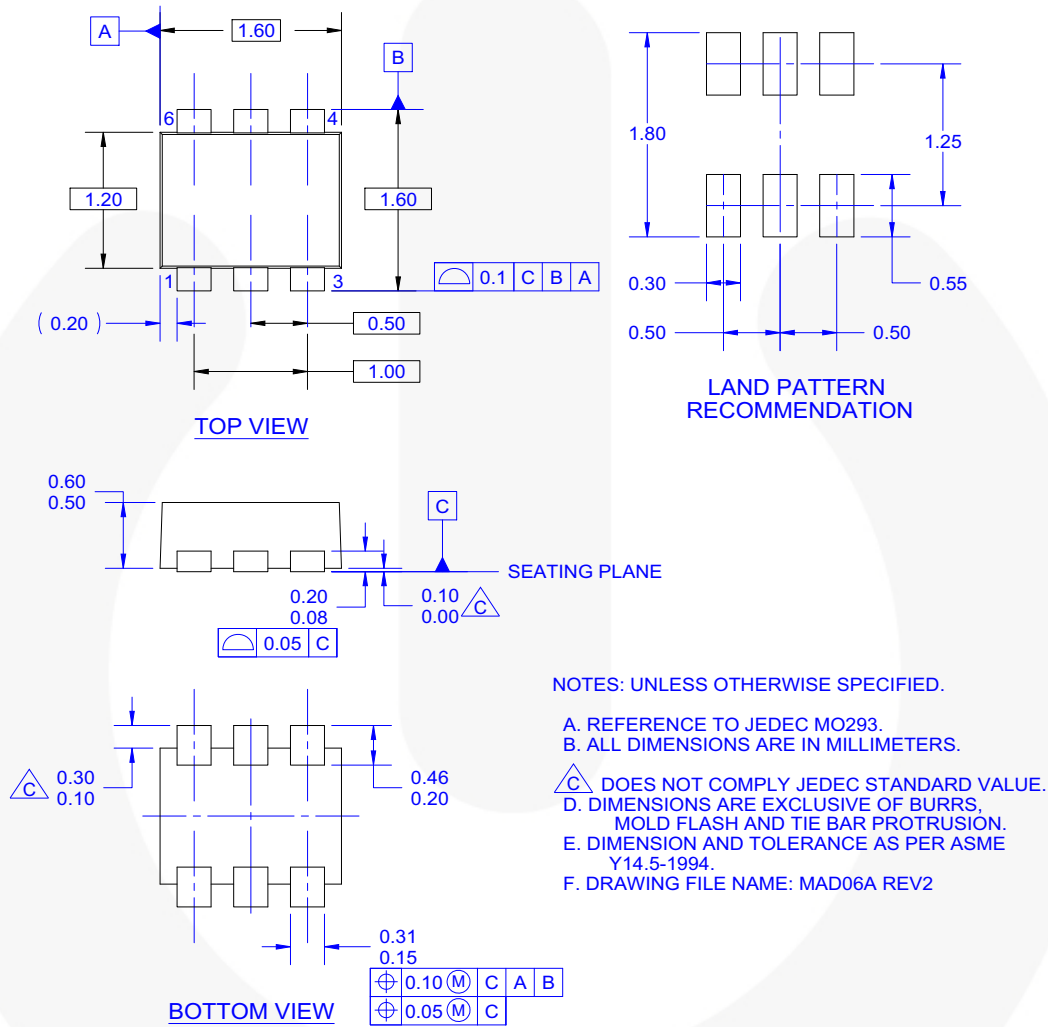 A
1.60
B
6
4
1.20
1.60
1
3
0.1 C B A
( 0.20 )
0.50
1.00
TOP VIEW
1.80
1.25
0.30
0.55
0.50
0.50
LAND PATTERN
RECOMMENDATION
0.60
0.50
C
SEATING PLANE
0.20
0.08
0.10
0.00 C
0.05 C
C 0.30
0.10
0.46
0.20
0.31
0.15
0.10 M C A B
0.05 M C
BOTTOM VIEW
NOTES: UNLESS OTHERWISE SPECIFIED.
A. REFERENCE TO JEDEC MO293.
B. ALL DIMENSIONS ARE IN MILLIMETERS.
C DOES NOT COMPLY JEDEC STANDARD VALUE.
D. DIMENSIONS ARE EXCLUSIVE OF BURRS,
MOLD FLASH AND TIE BAR PROTRUSION.
E. DIMENSION AND TOLERANCE AS PER ASME
Y14.5-1994.
F. DRAWING FILE NAME: MAD06A REV2